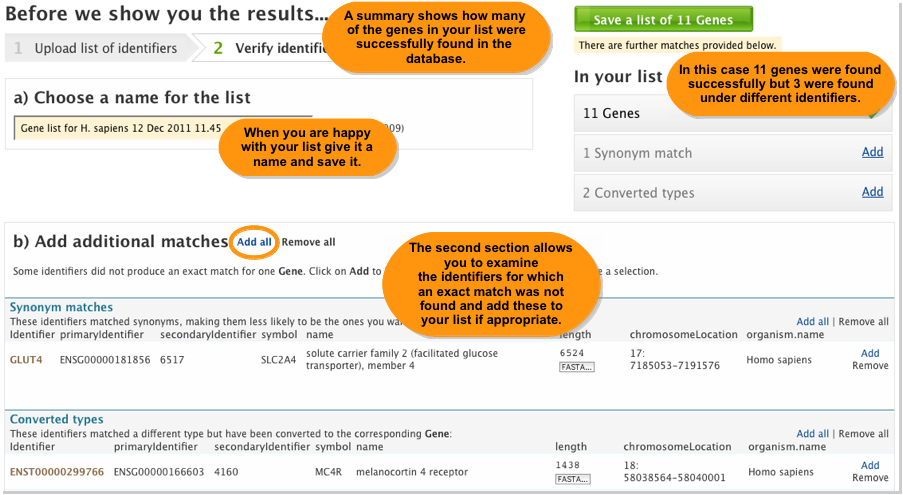 Before we show you the results...
1 Upload list of identifiers
2 Verify identifi
A summary shows how many
of the genes in your list were
successfully found in the
database.
Save a list of 11 Genes
There are further matches provided below.
In your list
In this case 11 genes were found
successfully but 3 were found
under different identifiers.
11 Genes
1 Synonym match Add
2 Converted types Add
a) Choose a name for the list
Gene list for H. sapiens 12 Dec 2011 11.45
009)
When you are happy
with your list give it a
name and save it.
b) Add additional matches Add all Remove all
Some identifiers did not produce an exact match for one Gene. Click on Add to
e a selection.
The second section allows
you to examine
the identifiers for which
an exact match was not
found and add these to
your list if appropriate.
Synonym matches
These identifiers matched synonyms, making them less likely to be the ones you wa
Add all | Remove all
Identifier primaryIdentifier secondaryIdentifier symbol name length chromosomeLocation organism.name
GLUT4 ENSG00000181856 6517 SLC2A4 solute carrier family 2 (facilitated glucose
transporter), member 4
6524
FASTA...
17:
7185053-7191576
Homo sapiens
Add
Remove
Converted types
These identifiers matched a different type but have been converted to the corresponding Gene:
Add all | Remove all
Identifier primaryIdentifier secondaryIdentifier symbol name length chromosomeLocation organism.name
ENST00000299766 ENSG00000166603 4160 MC4R melanocortin 4 receptor
1438
FASTA...
18:
58038564-58040001
Homo sapiens
Add
Remove